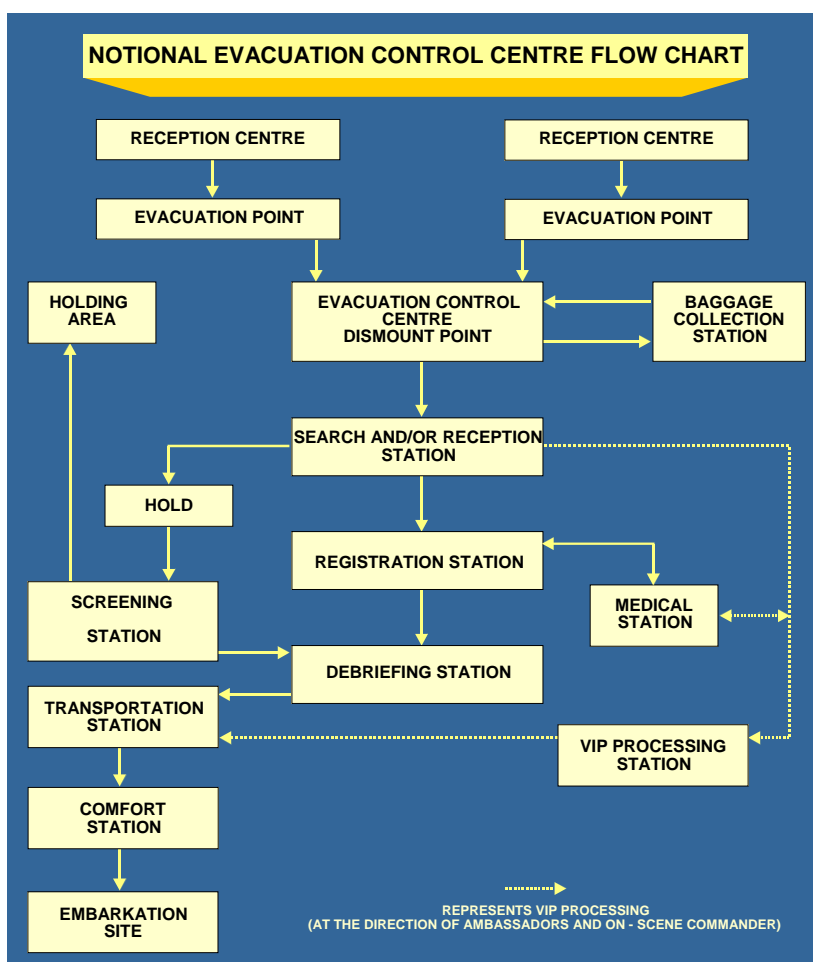 NOTIONAL EVACUATION CONTROL CENTRE FLOW CHART
RECEPTION CENTRE
RECEPTION CENTRE
EVACUATION POINT
EVACUATION POINT
HOLDING
AREA
EVACUATION CONTROL
CENTRE
DISMOUNT POINT
BAGGAGE
COLLECTION
STATION
SEARCH AND/OR RECEPTION
STATION
HOLD
REGISTRATION STATION
SCREENING
STATION
MEDICAL
STATION
DEBRIEFING STATION
TRANSPORTATION
STATION
VIP PROCESSING
STATION
COMFORT
STATION
EMBARKATION
SITE
REPRESENTS VIP PROCESSING
(AT THE DIRECTION OF AMBASSADORS AND ON - SCENE COMMANDER)